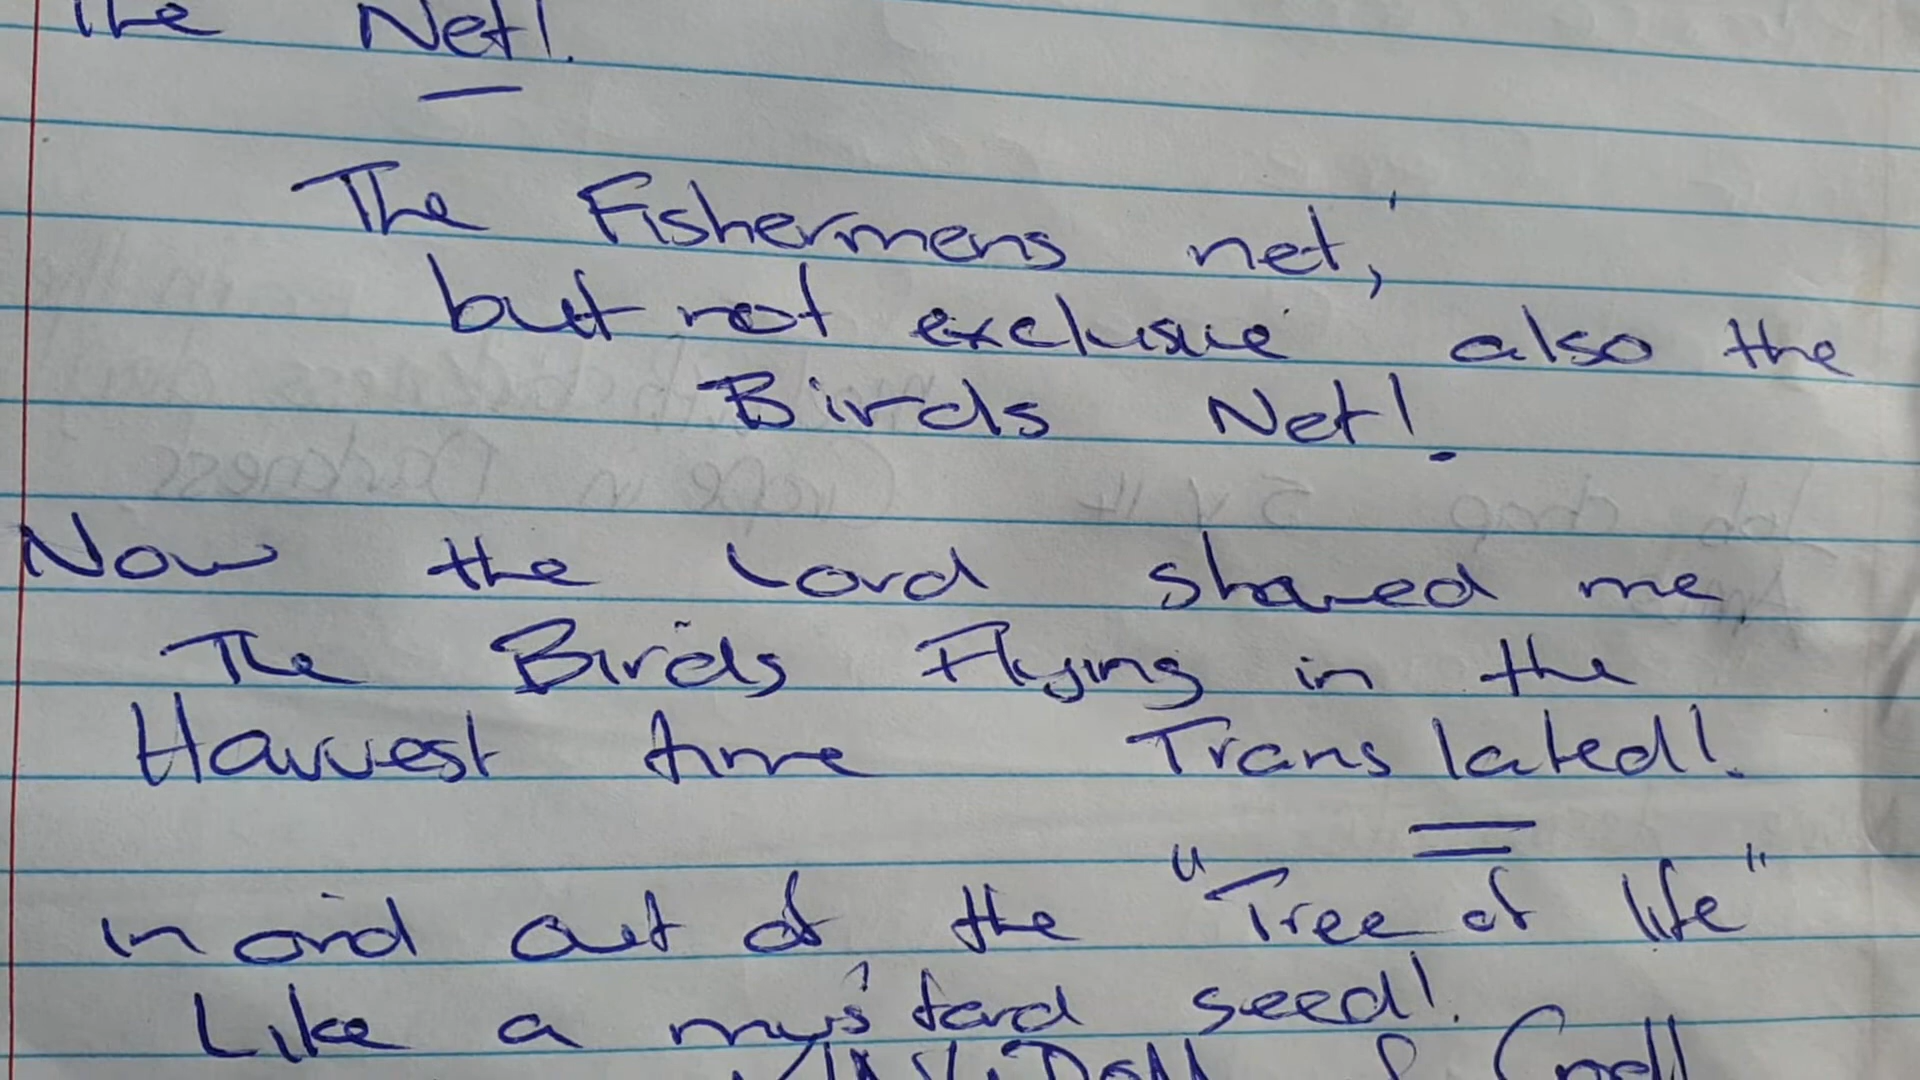 The Net!
The Fishermens net,
but not exclusive also the
Birds Net!
Now the Lord shared me
The Birds Flying in the
Harvest time Translated!
in and out of the "Tree of life"
Like a mustard seed!